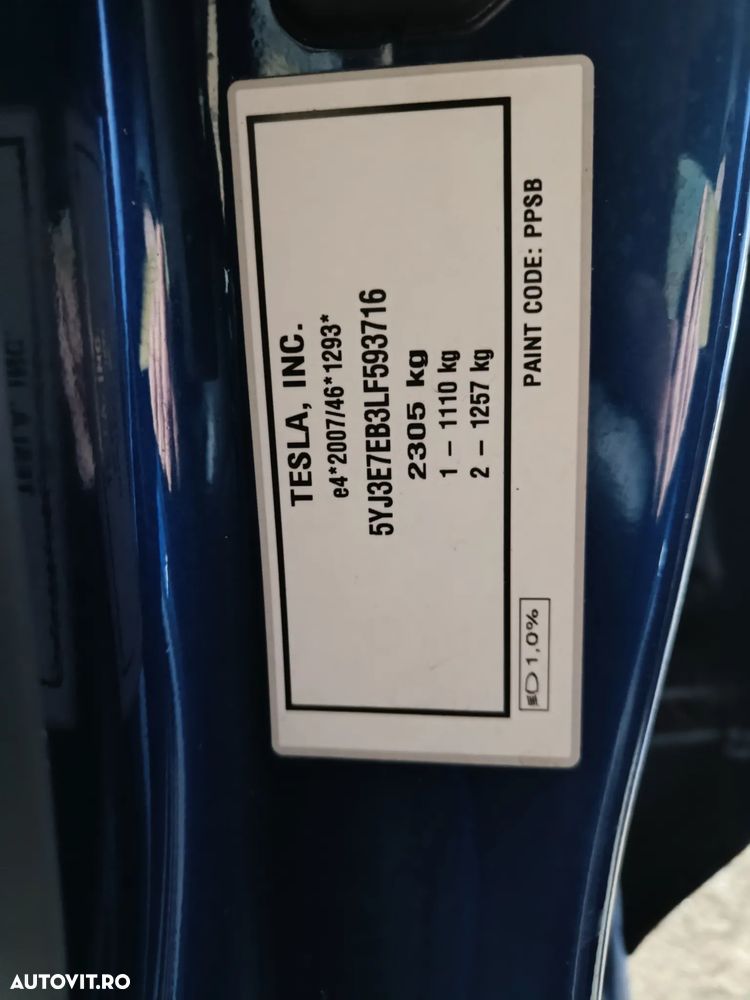 TESLA, INC.
e4*2007/46*1293*
5YJ3E7EB3LF593716
2305 kg
1 – 1110 kg
2 – 1257 kg
PAINT CODE: PPSB
1,0%
AUTOVIT.RO